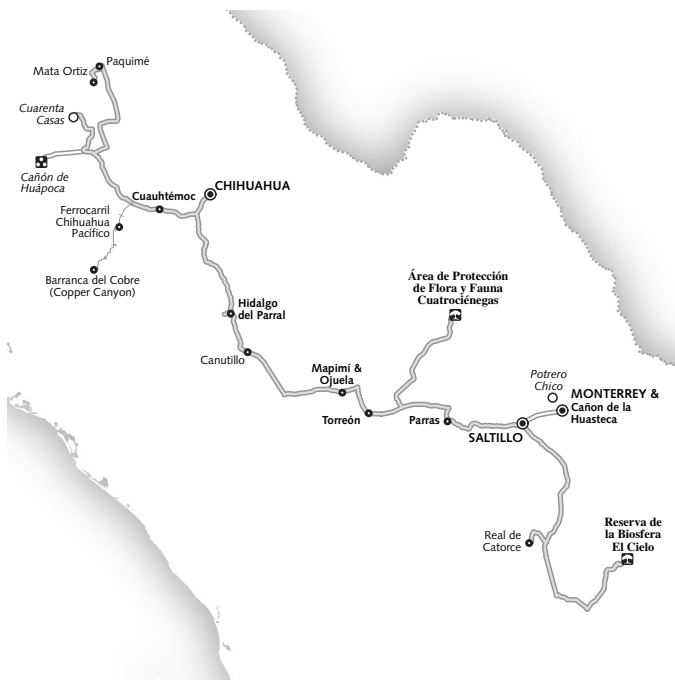 Paquimé
Mata Ortiz
Cuarenta
Casas
Cañón de
Huápoca
Cuauhtémoc
CHIHUAHUA
Ferrocarril
Chihuahua
Pacífico
Barranca del Cobre
(Copper Canyon)
Área de Protección
de Flora y Fauna
Cuatrociénegas
Hidalgo
del Parral
Canutillo
Mapimí &
Ojuela
Potrero
Chico
MONTERREY &
Cañon de la
Huasteca
Torreón
Parras
SALTILLO
Real de
Catorce
Reserva de
la Biosfera
El Cielo